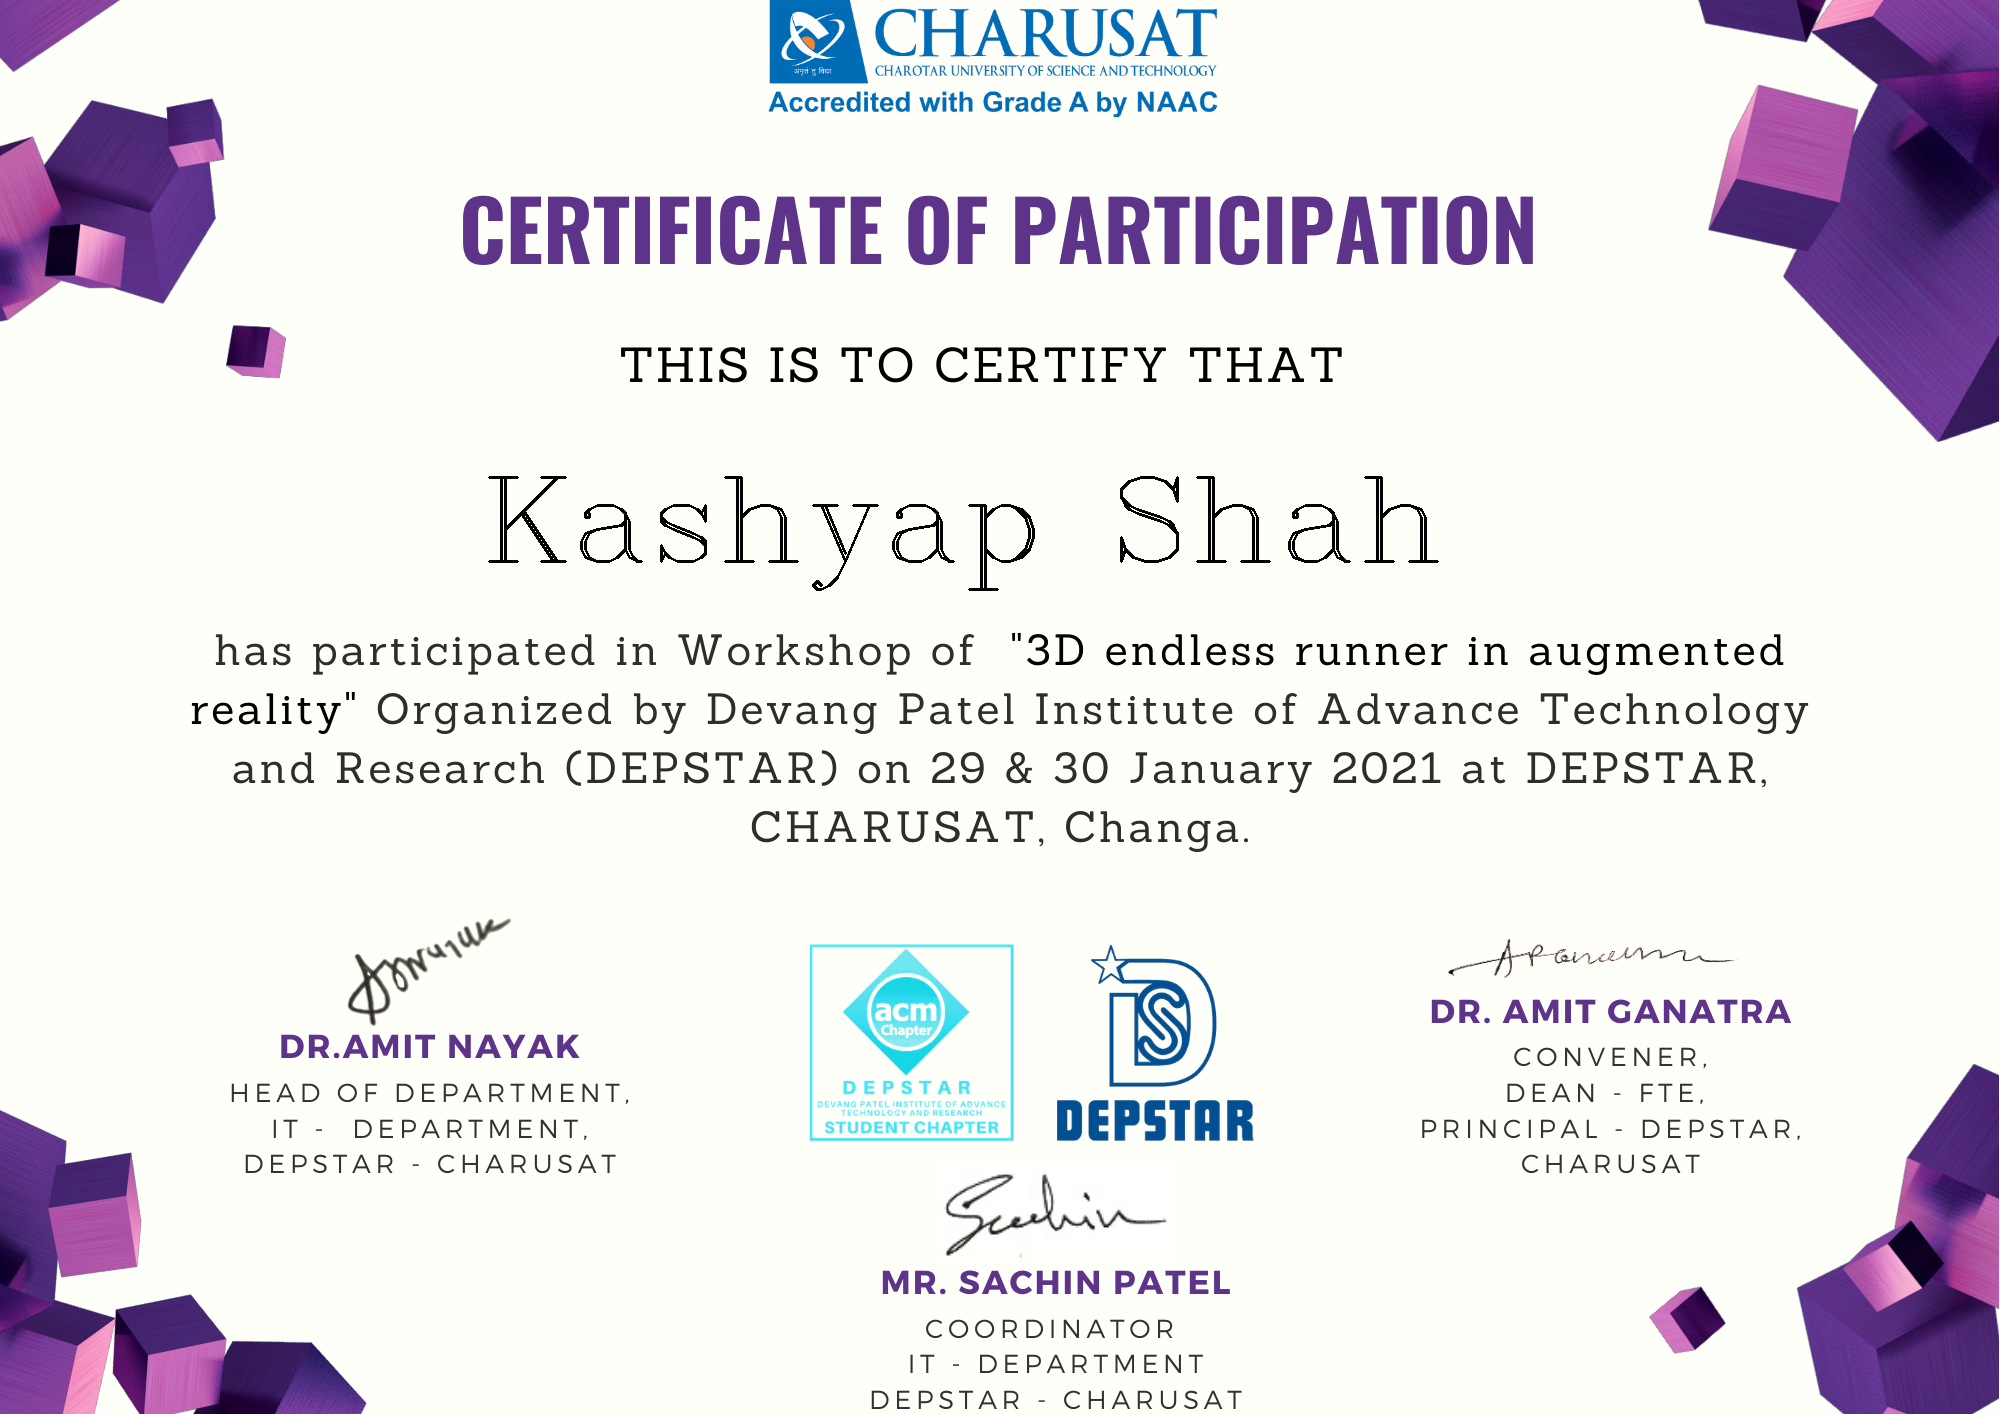 CHARUSAT
CHAROTAR UNIVERSITY OF SCIENCE AND TECHNOLOGY
अमृतं तु विद्या
Accredited with Grade A by NAAC
CERTIFICATE OF PARTICIPATION
THIS IS TO CERTIFY THAT
Kashyap Shah
has participated in Workshop of "3D endless runner in augmented
reality" Organized by Devang Patel Institute of Advance Technology
and Research (DEPSTAR) on 29 & 30 January 2021 at DEPSTAR,
CHARUSAT, Changa.
DR.AMIT NAYAK
HEAD OF DEPARTMENT,
IT - DEPARTMENT,
DEPSTAR - CHARUSAT
acm
Chapter
DEPSTAR
DEVANG PATEL INSTITUTE OF ADVANCE
TECHNOLOGY AND RESEARCH
STUDENT CHAPTER
DEPSTAR
DR. AMIT GANATRA
CONVENER,
DEAN - FTE,
PRINCIPAL - DEPSTAR,
CHARUSAT
Sachin
MR. SACHIN PATEL
COORDINATOR
IT - DEPARTMENT
DEPSTAR - CHARUSAT